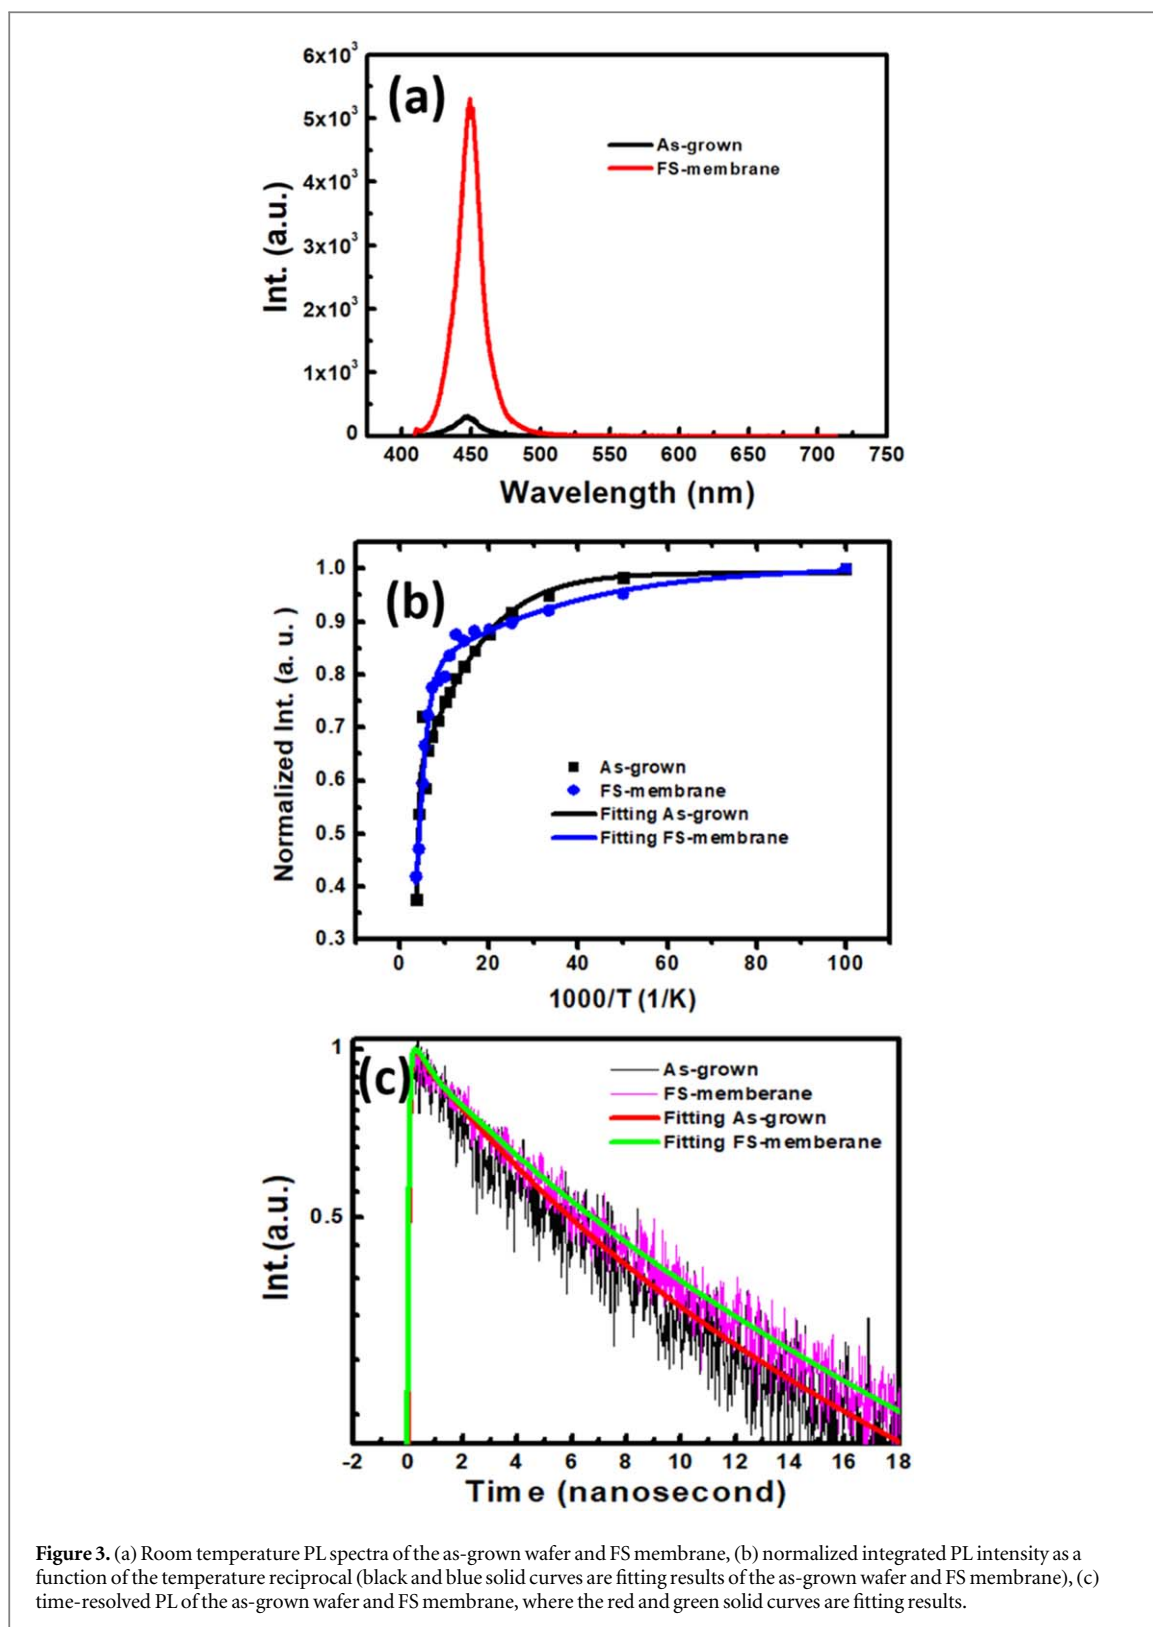 6x10³
5x10³
4x10³
3x10³
2x10³
1x10³
0
(a)
As-grown
FS-membrane
Int. (a.u.)
400 450 500 550 600 650 700 750
Wavelength (nm)
1.0
0.9
0.8
0.7
0.6
0.5
0.4
0.3
(b)
Normalized Int. (a. u. )
As-grown
FS-membrane
Fitting As-grown
Fitting FS-membrane
0 20 40 60 80 100
1000/T (1/K)
1
0.5
(c)
As-grown
FS-memberane
Fitting As-grown
Fitting FS-memberane
Int.(a.u.)
-2 0 2 4 6 8 10 12 14 16 18
Time (nanosecond)
Figure 3. (a) Room temperature PL spectra of the as-grown wafer and FS membrane, (b) normalized integrated PL intensity as a
function of the temperature reciprocal (black and blue solid curves are fitting results of the as-grown wafer and FS membrane), (c)
time-resolved PL of the as-grown wafer and FS membrane, where the red and green solid curves are fitting results.